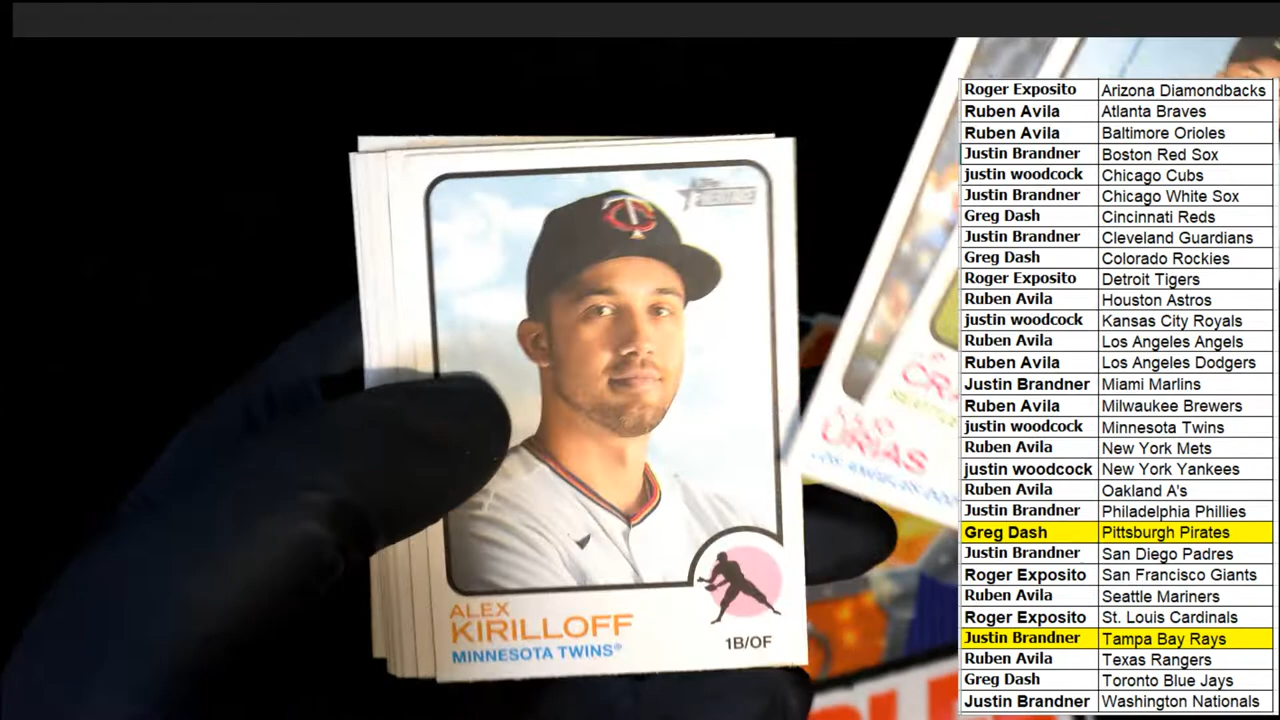 Topps
HERITAGE
ALEX
KIRILLOFF
MINNESOTA TWINS®
1B/OF
URIAS
Roger Exposito Arizona Diamondbacks
Ruben Avila Atlanta Braves
Ruben Avila Baltimore Orioles
Justin Brandner Boston Red Sox
justin woodcock Chicago Cubs
Justin Brandner Chicago White Sox
Greg Dash Cincinnati Reds
Justin Brandner Cleveland Guardians
Greg Dash Colorado Rockies
Roger Exposito Detroit Tigers
Ruben Avila Houston Astros
justin woodcock Kansas City Royals
Ruben Avila Los Angeles Angels
Ruben Avila Los Angeles Dodgers
Justin Brandner Miami Marlins
Ruben Avila Milwaukee Brewers
justin woodcock Minnesota Twins
Ruben Avila New York Mets
justin woodcock New York Yankees
Ruben Avila Oakland A's
Justin Brandner Philadelphia Phillies
Greg Dash Pittsburgh Pirates
Justin Brandner San Diego Padres
Roger Exposito San Francisco Giants
Ruben Avila Seattle Mariners
Roger Exposito St. Louis Cardinals
Justin Brandner Tampa Bay Rays
Ruben Avila Texas Rangers
Greg Dash Toronto Blue Jays
Justin Brandner Washington Nationals